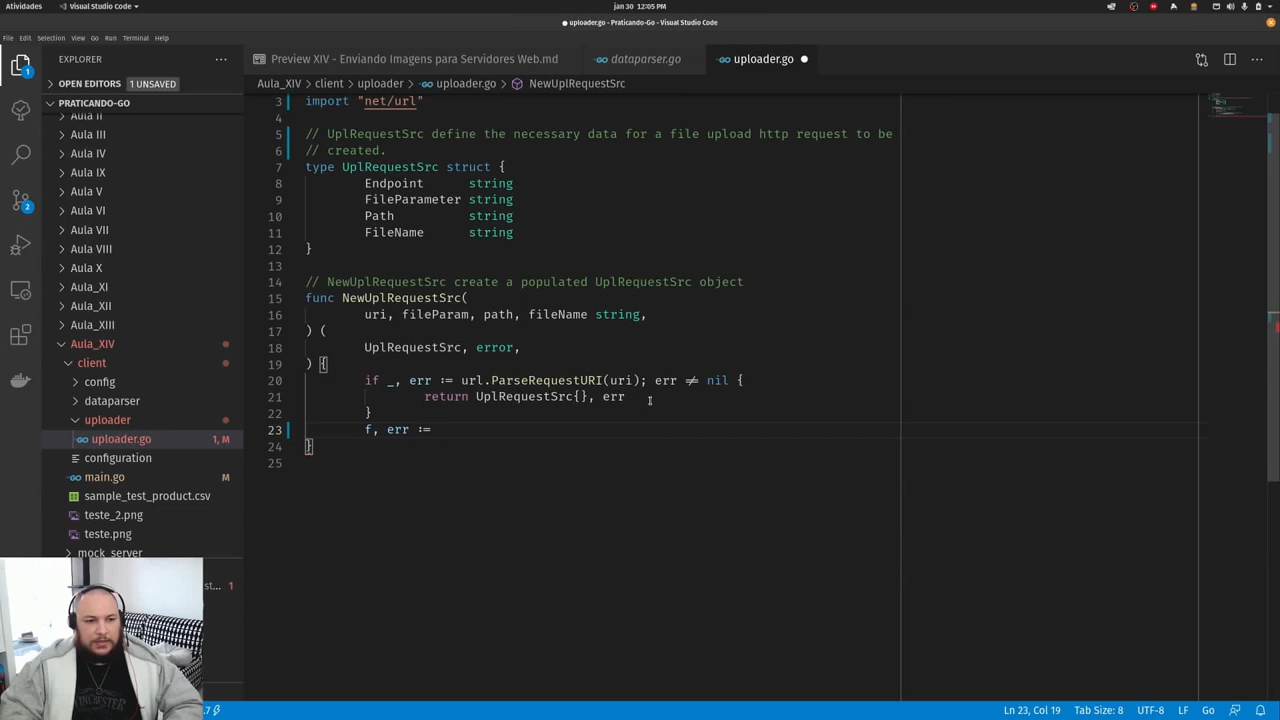 Atividades
Visual Studio Code
jan 30 12:05 PM
● uploader.go - Praticando-Go - Visual Studio Code
File Edit Selection View Go Run Terminal Help
EXPLORER
Preview XIV - Enviando Imagens para Servidores Web.md
dataparser.go
uploader.go
OPEN EDITORS 1 UNSAVED
Aula_XIV > client > uploader > uploader.go > NewUplRequestSrc
PRATICANDO-GO
Aula II
Aula III
Aula IV
Aula IX
Aula V
Aula VI
Aula VII
Aula VIII
Aula X
Aula_XI
Aula_XII
Aula_XIII
Aula_XIV
client
config
dataparser
uploader
uploader.go 1, M
configuration
main.go M
sample_test_product.csv
teste_2.png
teste.png
mock_server
st... 1
1
2
3 import "net/url"
4
5 // UplRequestSrc define the necessary data for a file upload http request to be
6 // created.
7 type UplRequestSrc struct {
8 Endpoint string
9 FileParameter string
10 Path string
11 FileName string
12 }
13
14 // NewUplRequestSrc create a populated UplRequestSrc object
15 func NewUplRequestSrc(
16 uri, fileParam, path, fileName string,
17 ) (
18 UplRequestSrc, error,
19 ) {
20 if _, err := url.ParseRequestURI(uri); err ≠ nil {
21 return UplRequestSrc{}, err
22 }
23 f, err :=
24 }
25
.7
Ln 23, Col 19 Tab Size: 8 UTF-8 LF Go